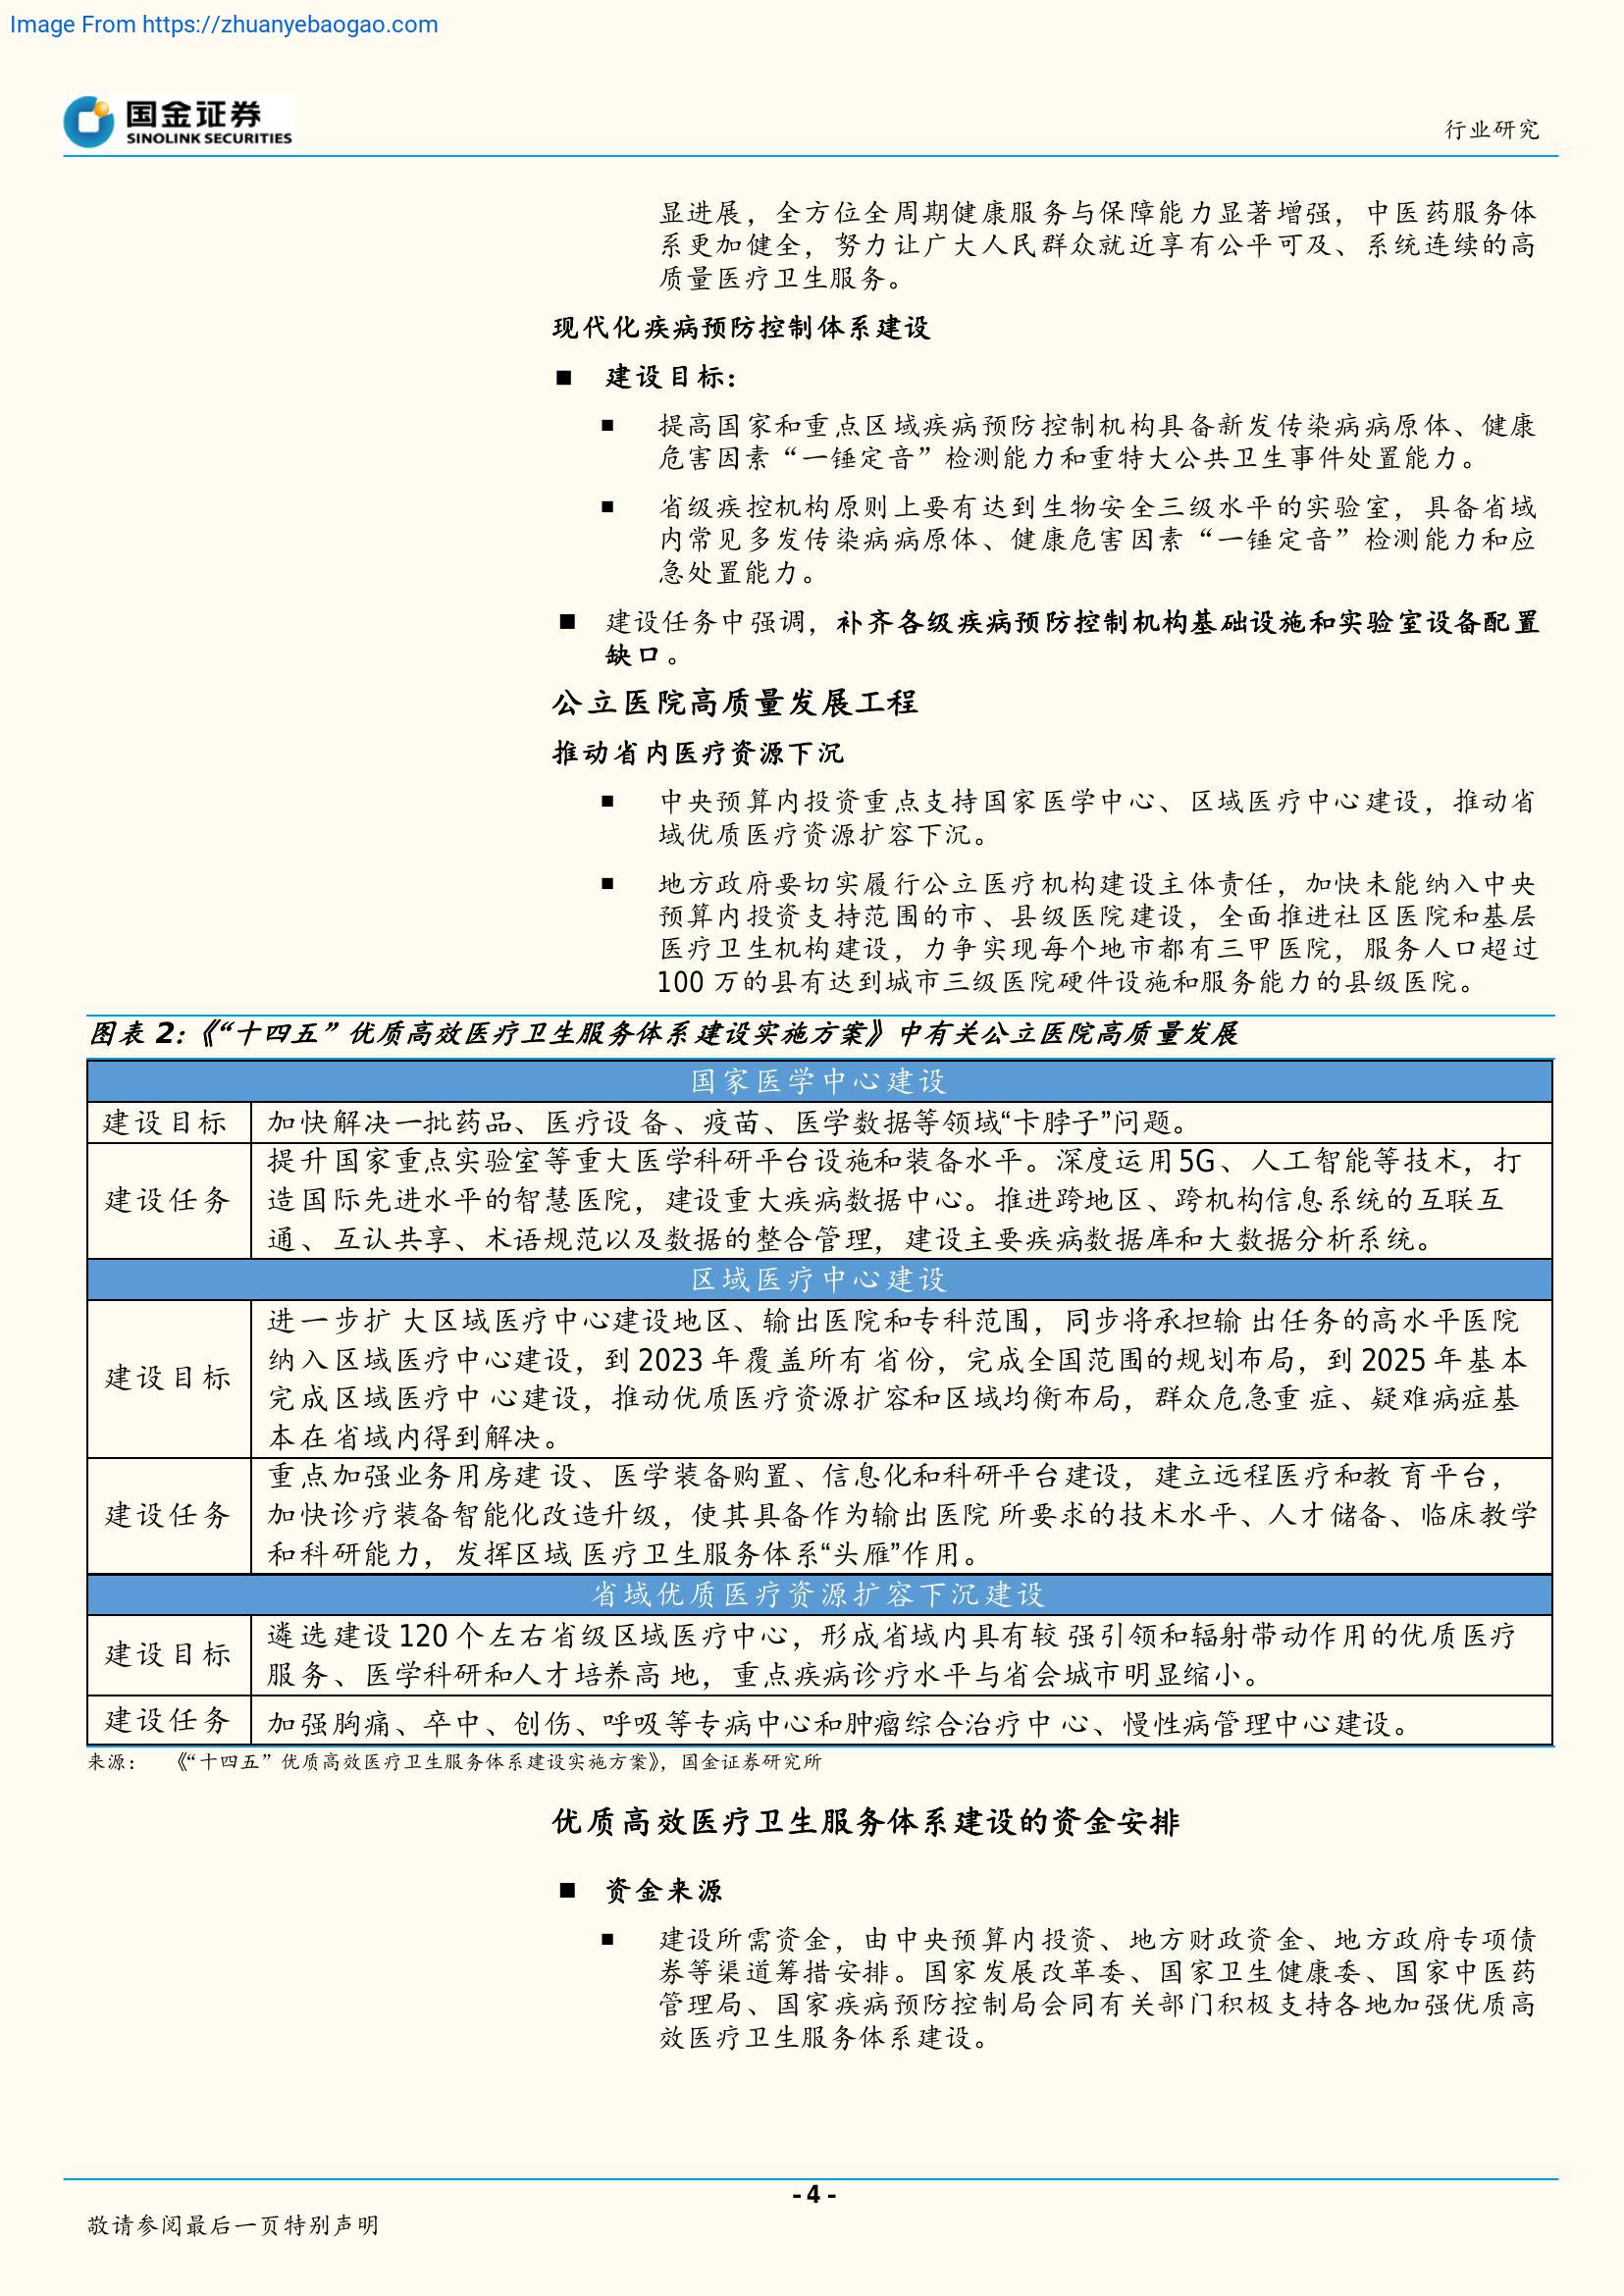 Image From https://zhuanyebaogao.com
国金证券
SINOLINK SECURITIES
行业研究
显进展，全方位全周期健康服务与保障能力显著增强，中医药服务体
系更加健全，努力让广大人民群众就近享有公平可及、系统连续的高
质量医疗卫生服务。
现代化疾病预防控制体系建设
■ 建设目标：
■ 提高国家和重点区域疾病预防控制机构具备新发传染病病原体、健康
危害因素“一锤定音”检测能力和重特大公共卫生事件处置能力。
■ 省级疾控机构原则上要有达到生物安全三级水平的实验室，具备省域
内常见多发传染病病原体、健康危害因素“一锤定音”检测能力和应
急处置能力。
■ 建设任务中强调，补齐各级疾病预防控制机构基础设施和实验室设备配置
缺口。
公立医院高质量发展工程
推动省内医疗资源下沉
■ 中央预算内投资重点支持国家医学中心、区域医疗中心建设，推动省
域优质医疗资源扩容下沉。
■ 地方政府要切实履行公立医疗机构建设主体责任，加快未能纳入中央
预算内投资支持范围的市、县级医院建设，全面推进社区医院和基层
医疗卫生机构建设，力争实现每个地市都有三甲医院，服务人口超过
100 万的县有达到城市三级医院硬件设施和服务能力的县级医院。
图表 2：《“十四五”优质高效医疗卫生服务体系建设实施方案》中有关公立医院高质量发展
国家医学中心建设
建设目标 加快解决一批药品、医疗设 备、疫苗、医学数据等领域“卡脖子”问题。
提升国家重点实验室等重大医学科研平台设施和装备水平。深度运用5G、人工智能等技术，打
建设任务 造国际先进水平的智慧医院，建设重大疾病数据中心。推进跨地区、跨机构信息系统的互联互
通、互认共享、术语规范以及数据的整合管理，建设主要疾病数据库和大数据分析系统。
区域医疗中心建设
进一步扩 大区域医疗中心建设地区、输出医院和专科范围，同步将承担输 出任务的高水平医院
建设目标 纳入区域医疗中心建设，到 2023 年覆盖所有 省份，完成全国范围的规划布局，到 2025 年基本
完成区域医疗中 心建设，推动优质医疗资源扩容和区域均衡布局，群众危急重 症、疑难病症基
本在省域内得到解决。
重点加强业务用房建 设、医学装备购置、信息化和科研平台建设，建立远程医疗和教 育平台，
建设任务 加快诊疗装备智能化改造升级，使其具备作为输出医院 所要求的技术水平、人才储备、临床教学
和科研能力，发挥区域 医疗卫生服务体系“头雁”作用。
省域优质医疗资源扩容下沉建设
建设目标 遴选建设 120 个左右省级区域医疗中心，形成省域内具有较 强引领和辐射带动作用的优质医疗
服务、医学科研和人才培养高 地，重点疾病诊疗水平与省会城市明显缩小。
建设任务 加强胸痛、卒中、创伤、呼吸等专病中心和肿瘤综合治疗中 心、慢性病管理中心建设。
来源： 《“十四五”优质高效医疗卫生服务体系建设实施方案》，国金证券研究所
优质高效医疗卫生服务体系建设的资金安排
■ 资金来源
■ 建设所需资金，由中央预算内投资、地方财政资金、地方政府专项债
券等渠道筹措安排。国家发展改革委、国家卫生健康委、国家中医药
管理局、国家疾病预防控制局会同有关部门积极支持各地加强优质高
效医疗卫生服务体系建设。
- 4 -
敬请参阅最后一页特别声明